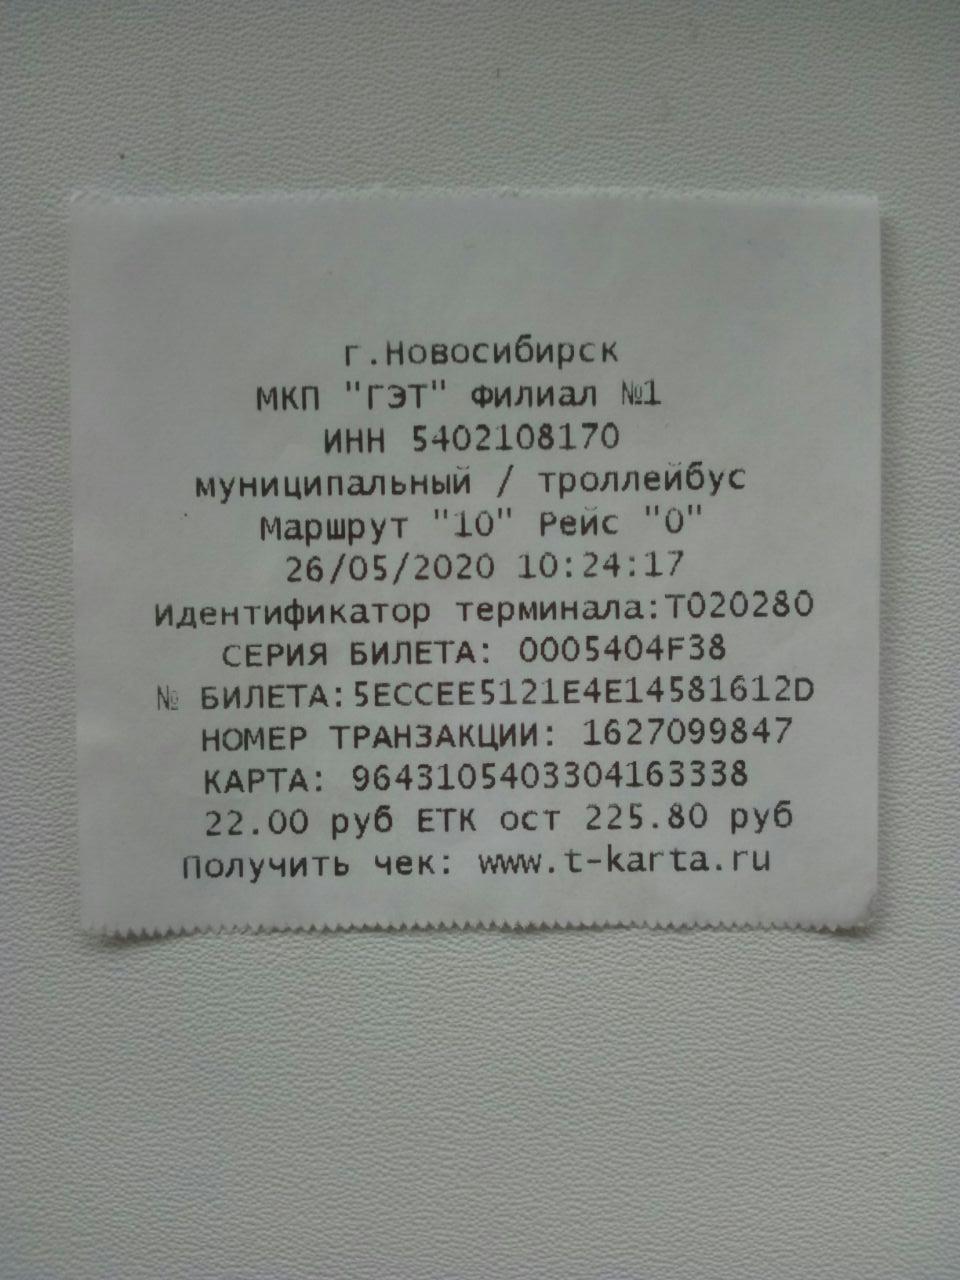 г.Новосибирск
МКП "ГЭТ" Филиал №1
ИНН 5402108170
муниципальный / троллейбус
Маршрут "10" Рейс "0"
26/05/2020 10:24:17
Идентификатор терминала:T020280
СЕРИЯ БИЛЕТА: 0005404F38
№ БИЛЕТА:5ECCEE5121E4E14581612D
НОМЕР ТРАНЗАКЦИИ: 1627099847
КАРТА: 9643105403304163338
22.00 руб ЕТК ост 225.80 руб
Получить чек: www.t-karta.ru